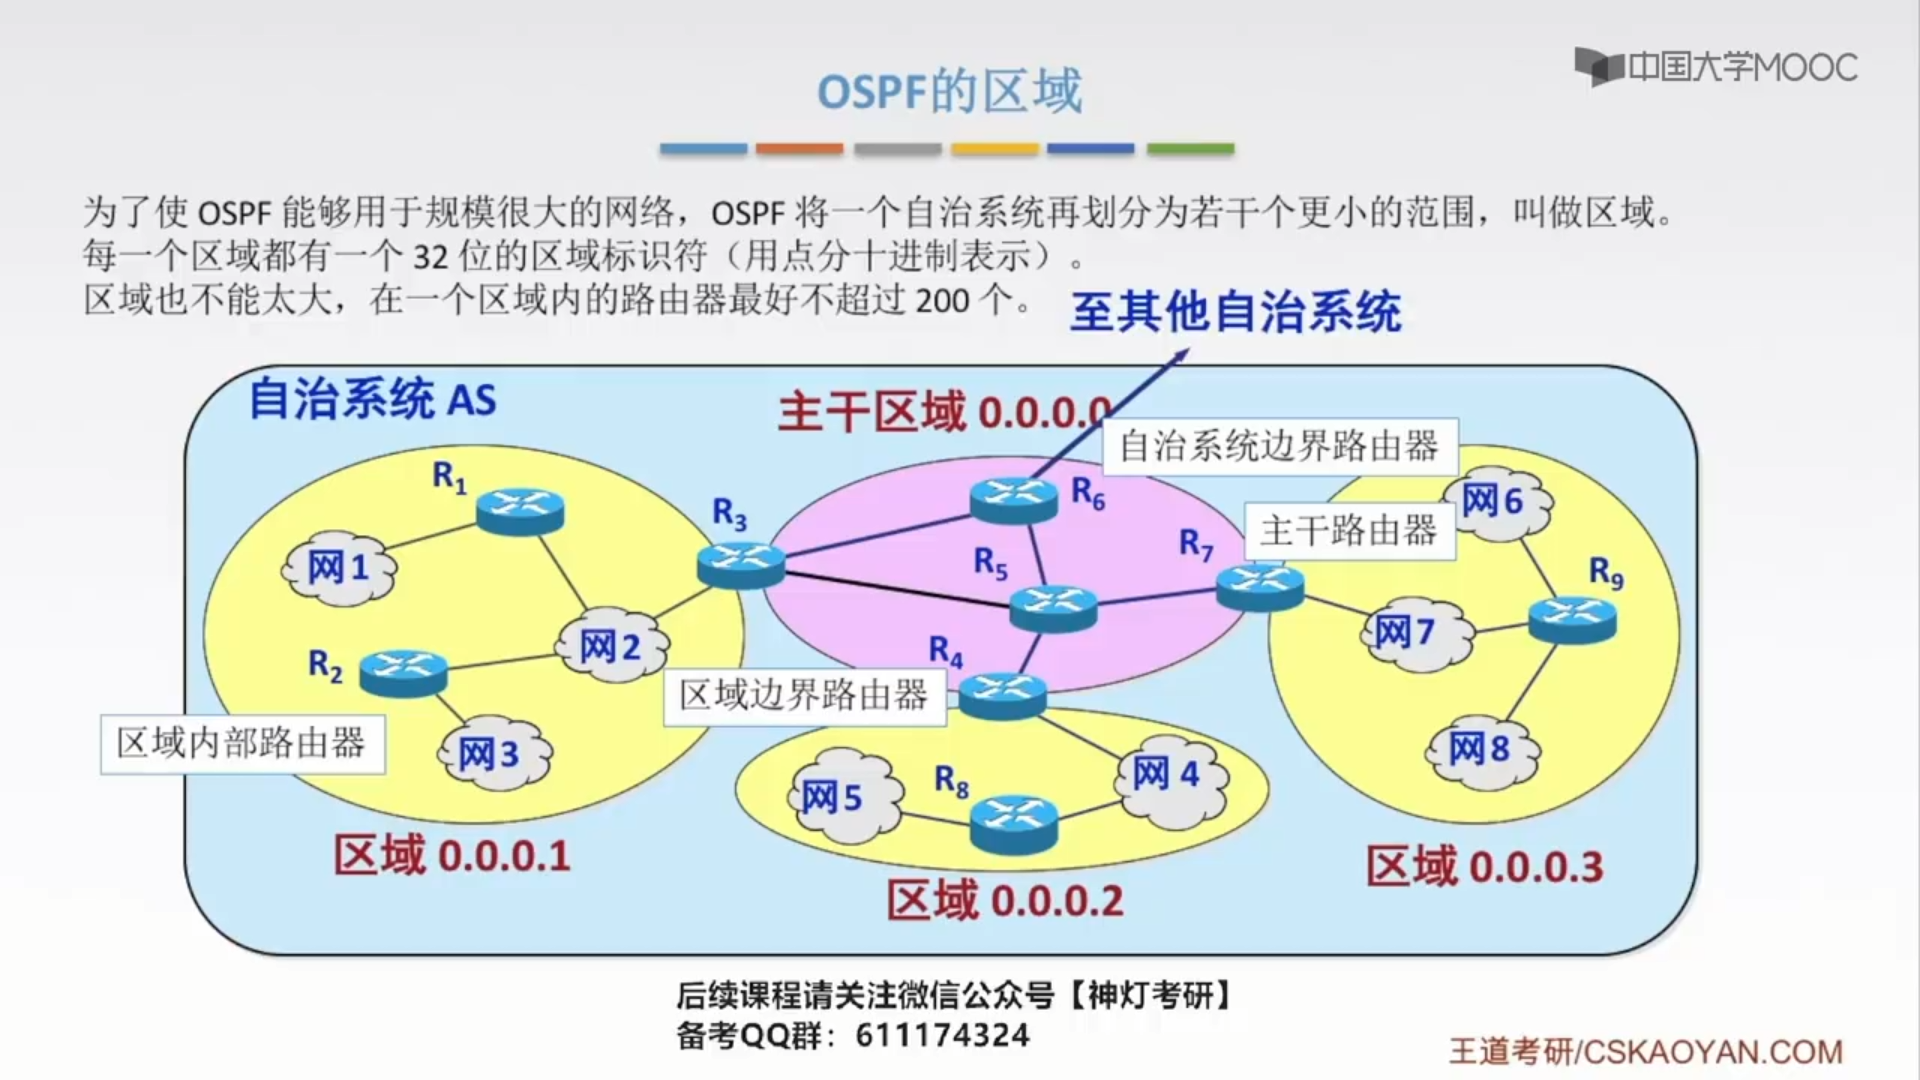 中国大学MOOC
OSPF的区域
为了使 OSPF 能够用于规模很大的网络，OSPF 将一个自治系统再划分为若干个更小的范围，叫做区域。
每一个区域都有一个 32 位的区域标识符（用点分十进制表示）。
区域也不能太大，在一个区域内的路由器最好不超过 200 个。
至其他自治系统
自治系统 AS
主干区域 0.0.0.0
自治系统边界路由器
R1
R6
网6
R3
主干路由器
R7
R5
网1
R9
网2
网7
R4
R2
区域边界路由器
区域内部路由器
网3
网8
R8
网4
网5
区域 0.0.0.1
区域 0.0.0.2
区域 0.0.0.3
后续课程请关注微信公众号【神灯考研】
备考QQ群：611174324
王道考研/CSKAOYAN.COM